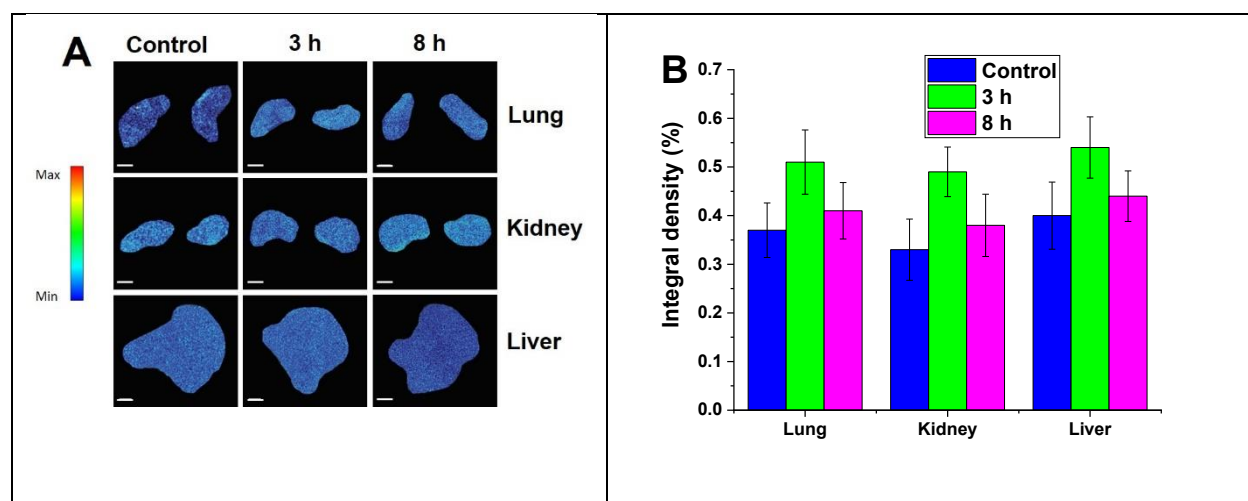 A
Control 3 h 8 h
Lung
Max
Kidney
Min
Liver
B
Control
3 h
8 h
Integral density (%)
0.7
0.6
0.5
0.4
0.3
0.2
0.1
0.0
Lung Kidney Liver